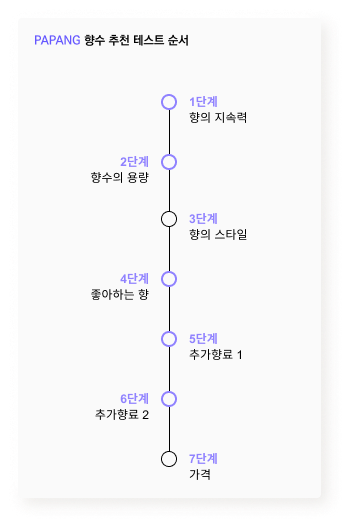 PAPANG 향수 추천 테스트 순서
1단계
향의 지속력
2단계
향수의 용량
3단계
향의 스타일
4단계
좋아하는 향
5단계
추가향료 1
6단계
추가향료 2
7단계
가격